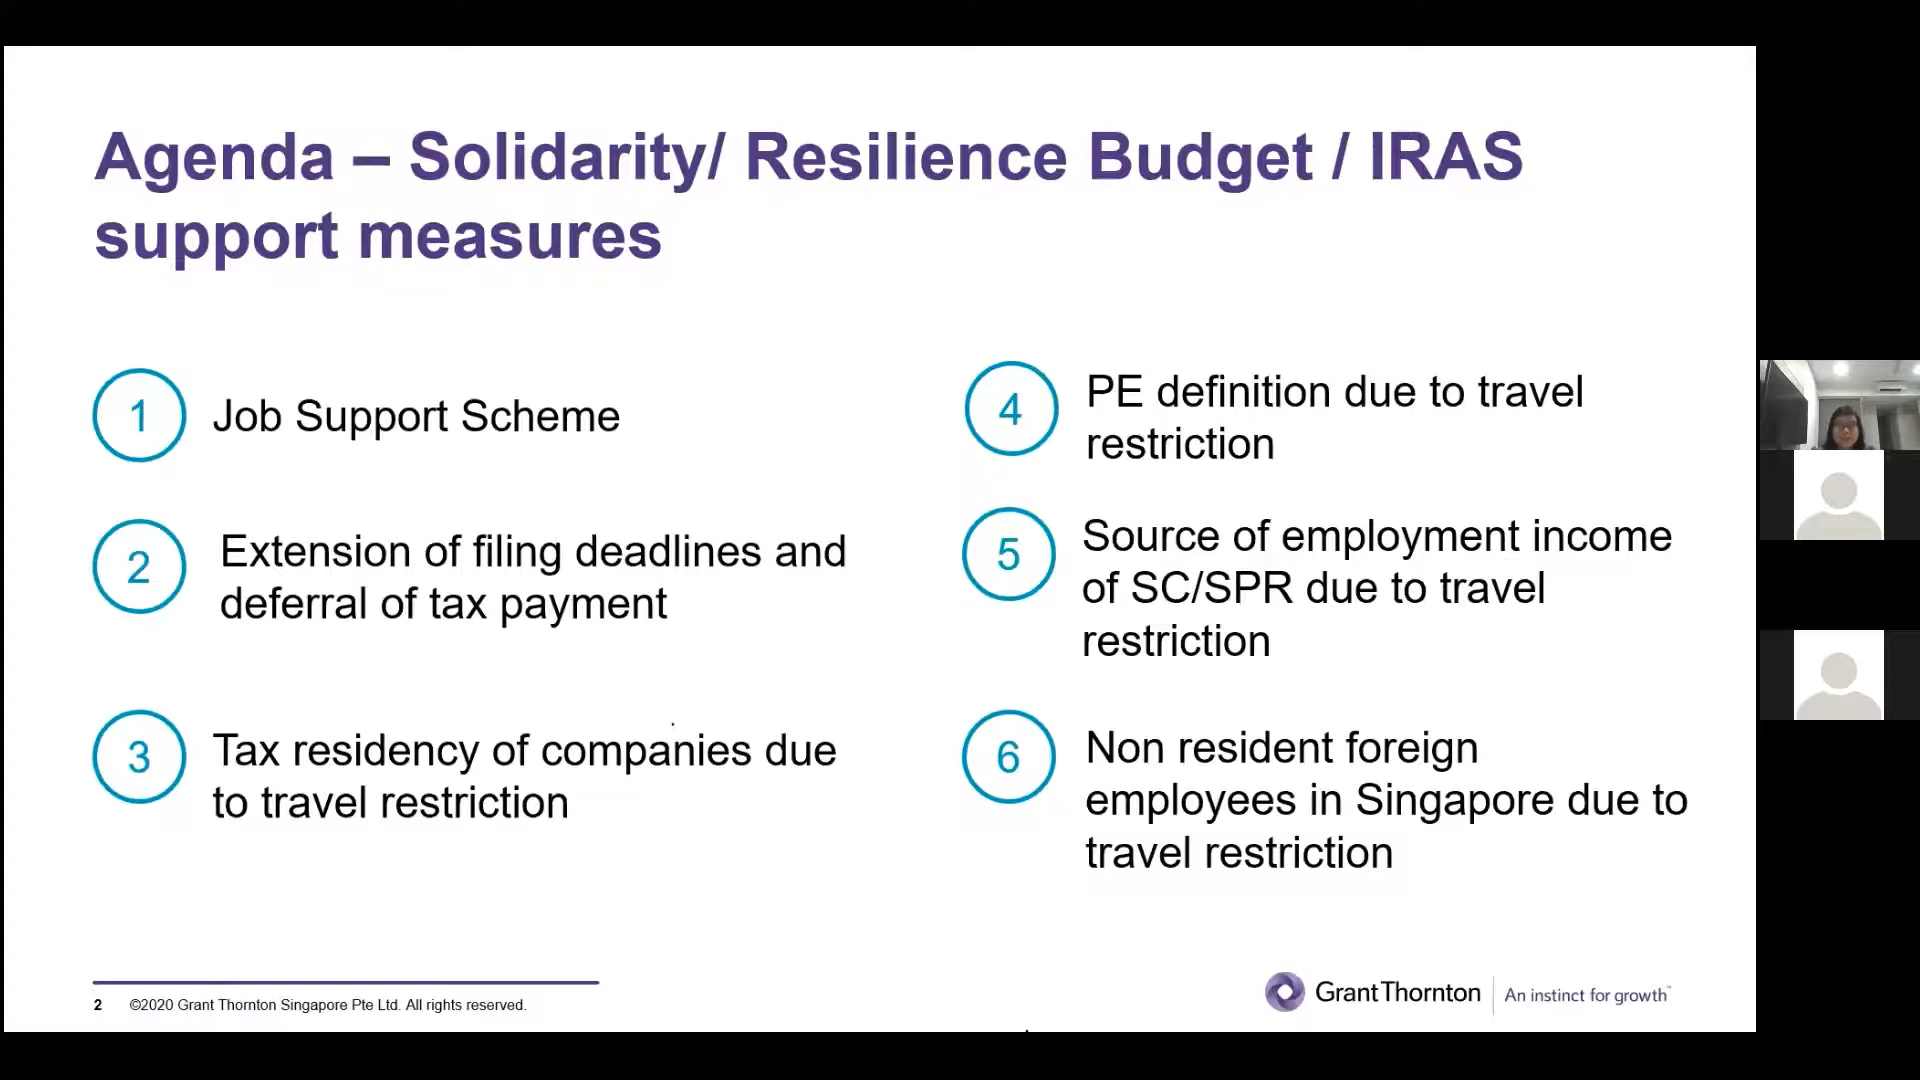 Agenda – Solidarity/ Resilience Budget / IRAS
support measures
1
Job Support Scheme
2
Extension of filing deadlines and
deferral of tax payment
3
Tax residency of companies due
to travel restriction
4
PE definition due to travel
restriction
5
Source of employment income
of SC/SPR due to travel
restriction
6
Non resident foreign
employees in Singapore due to
travel restriction
2 ©2020 Grant Thornton Singapore Pte Ltd. All rights reserved.
Grant Thornton
An instinct for growth™